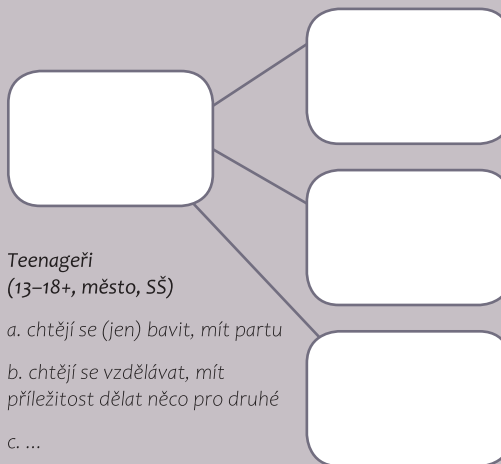 Teenageři
(13–18+, město, SŠ)
a. chtějí se (jen) bavit, mít partu
b. chtějí se vzdělávat, mít
příležitost dělat něco pro druhé
c. ...